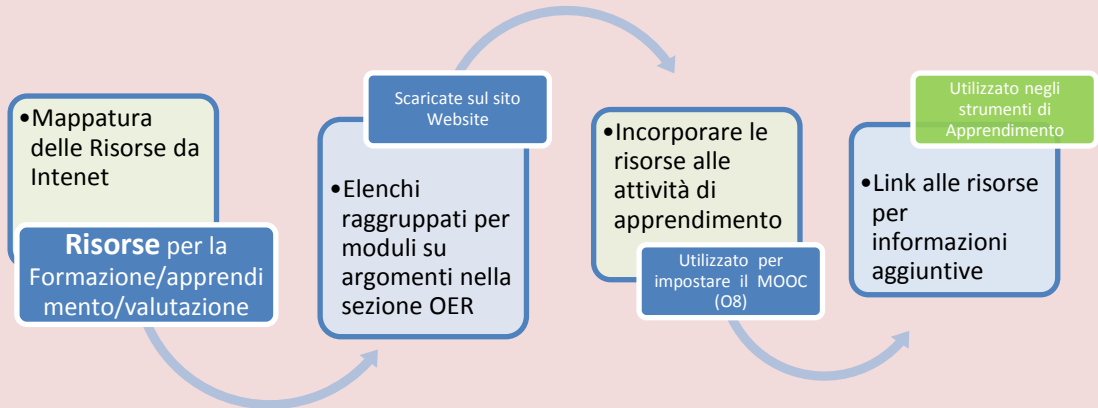 •Mappatura
delle Risorse da
Intenet
Risorse per la
Formazione/apprendi
mento/valutazione
Scaricate sul sito
Website
•Elenchi
raggruppati per
moduli su
argomenti nella
sezione OER
•Incorporare le
risorse alle
attività di
apprendimento
Utilizzato per
impostare il MOOC
(O8)
Utilizzato negli
strumenti di
Apprendimento
•Link alle risorse
per
informazioni
aggiuntive